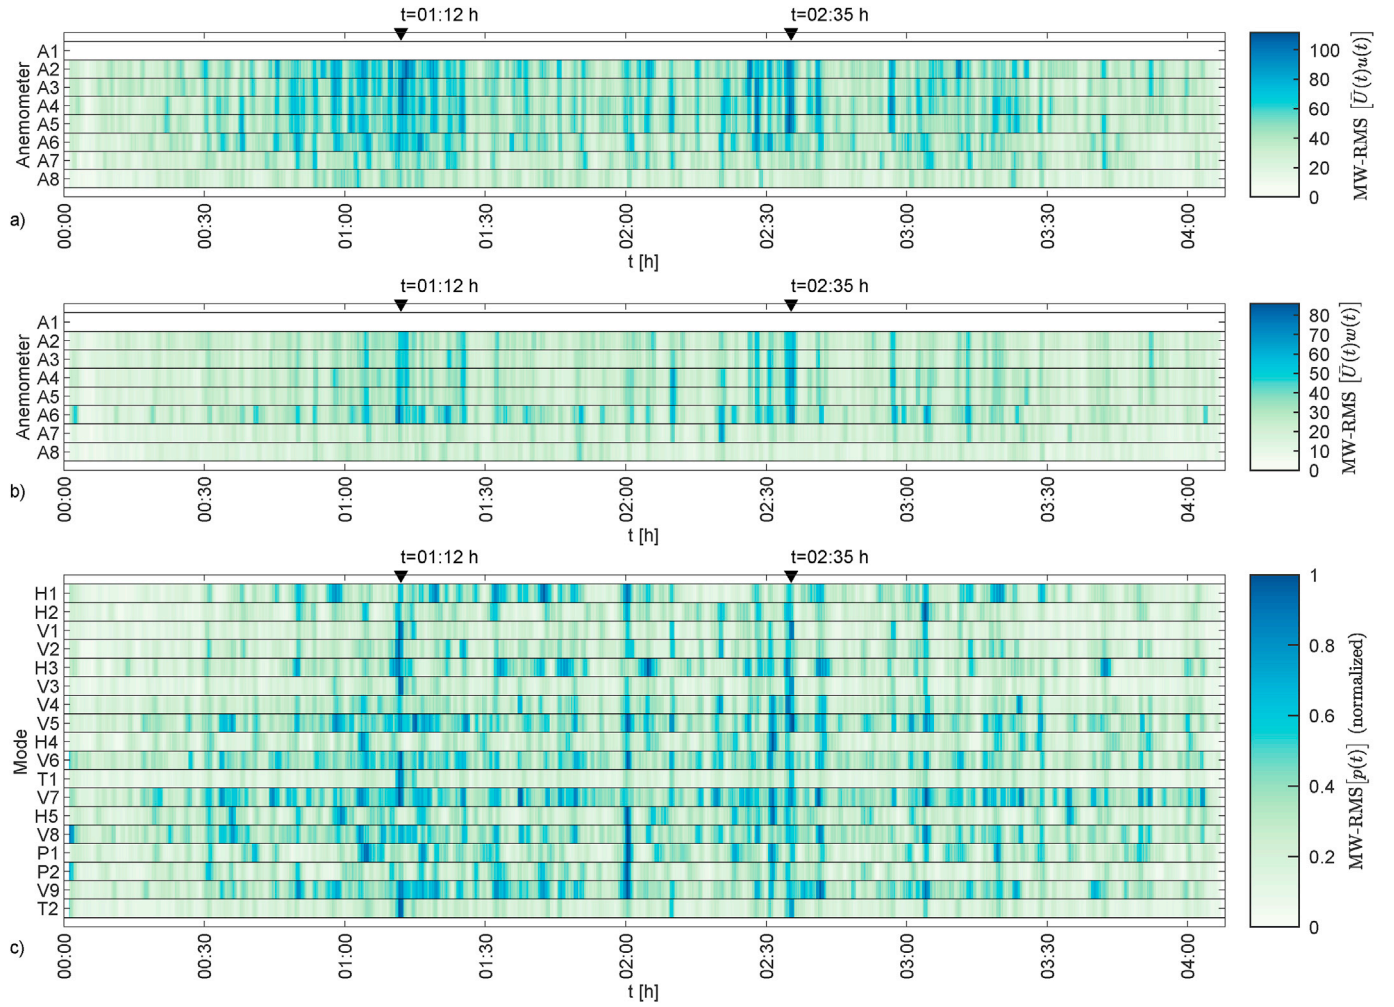 t=01:12 h t=02:35 h
A1
A2
A3
A4
A5
A6
A7
A8
Anemometer
00:00 00:30 01:00 01:30 02:00 02:30 03:00 03:30 04:00
t [h]
a)
100
80
60
40
20
0
MW-RMS [Ū(t)u(t)]
t=01:12 h t=02:35 h
A1
A2
A3
A4
A5
A6
A7
A8
Anemometer
00:00 00:30 01:00 01:30 02:00 02:30 03:00 03:30 04:00
t [h]
b)
80
70
60
50
40
30
20
10
0
MW-RMS [Ū(t)w(t)]
t=01:12 h t=02:35 h
H1
H2
V1
V2
H3
V3
V4
V5
H4
V6
T1
V7
H5
V8
P1
P2
V9
T2
Mode
00:00 00:30 01:00 01:30 02:00 02:30 03:00 03:30 04:00
t [h]
c)
1
0.8
0.6
0.4
0.2
0
MW-RMS[p(t)] (normalized)